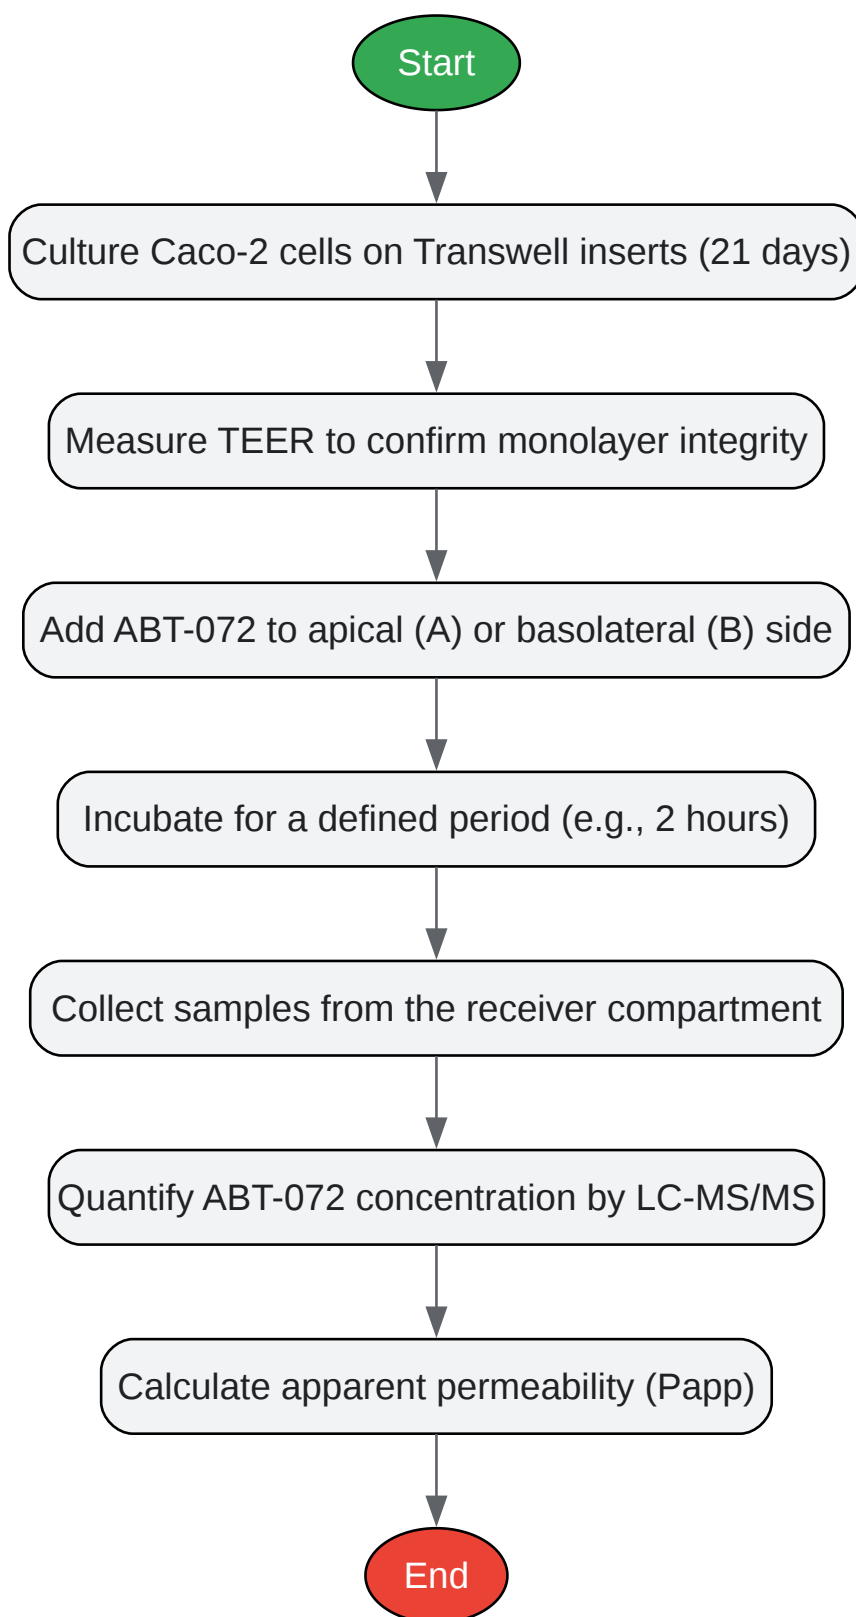 Start
Culture Caco-2 cells on Transwell inserts (21 days)
Measure TEER to confirm monolayer integrity
Add ABT-072 to apical (A) or basolateral (B) side
Incubate for a defined period (e.g., 2 hours)
Collect samples from the receiver compartment
Quantify ABT-072 concentration by LC-MS/MS
Calculate apparent permeability (Papp)
End